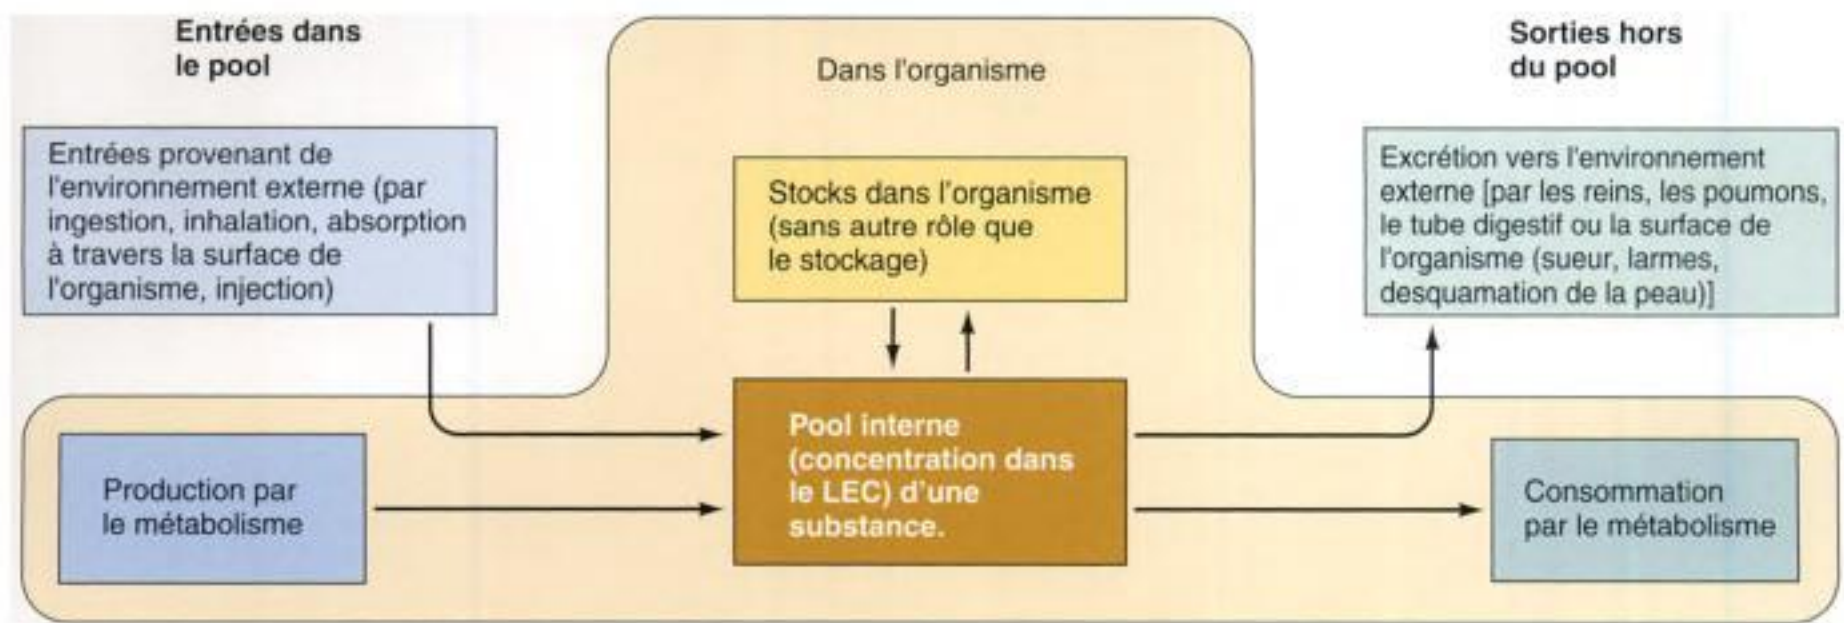 Entrées dans
le pool
Dans l'organisme
Sorties hors
du pool
Entrées provenant de
l'environnement externe (par
ingestion, inhalation, absorption
à travers la surface de
l'organisme, injection)
Stocks dans l'organisme
(sans autre rôle que
le stockage)
Excrétion vers l'environnement
externe [par les reins, les poumons,
le tube digestif ou la surface de
l'organisme (sueur, larmes,
desquamation de la peau)]
Production par
le métabolisme
Pool interne
(concentration dans
le LEC) d'une
substance.
Consommation
par le métabolisme